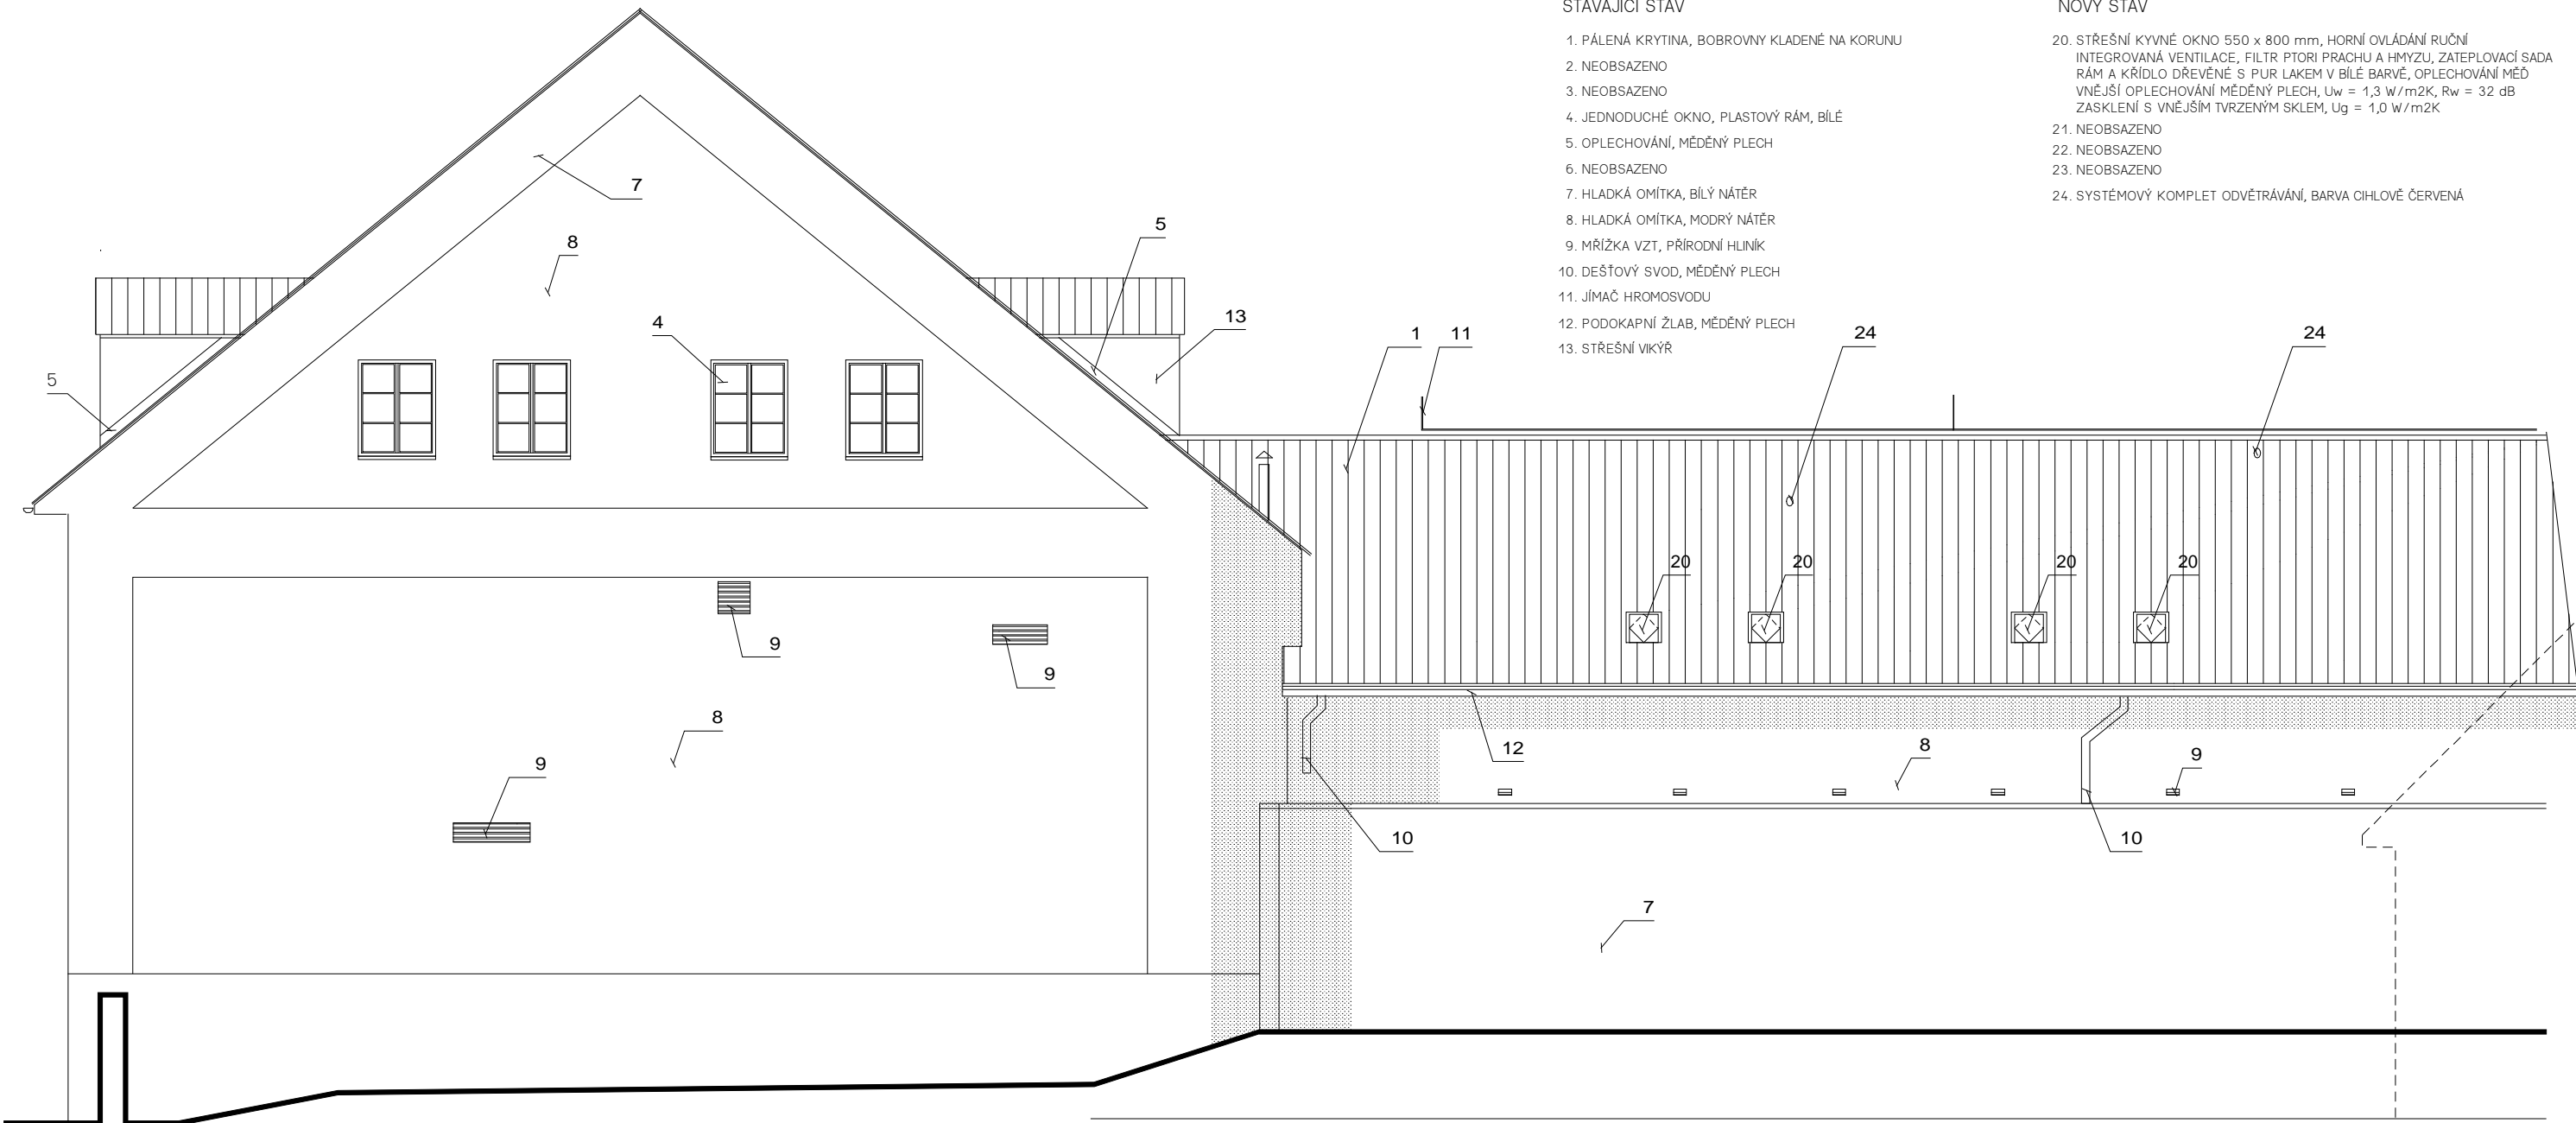 STÁVAJÍCÍ STAV
1. PÁLENÁ KRYTINA, BOBROVNY KLADENÉ NA KORUNU
2. NEOBSAZENO
3. NEOBSAZENO
4. JEDNODUCHÉ OKNO, PLASTOVÝ RÁM, BÍLÉ
5. OPLECHOVÁNÍ, MĚDĚNÝ PLECH
6. NEOBSAZENO
7. HLADKÁ OMÍTKA, BÍLÝ NÁTĚR
8. HLADKÁ OMÍTKA, MODRÝ NÁTĚR
9. MŘÍŽKA VZT, PŘÍRODNÍ HLINÍK
10. DEŠŤOVÝ SVOD, MĚDĚNÝ PLECH
11. JÍMAČ HROMOSVODU
12. PODOKAPNÍ ŽLAB, MĚDĚNÝ PLECH
13. STŘEŠNÍ VIKÝŘ
NOVÝ STAV
20. STŘEŠNÍ KYVNÉ OKNO 550 x 800 mm, HORNÍ OVLÁDÁNÍ RUČNÍ
INTEGROVANÁ VENTILACE, FILTR PTORI PRACHU A HMYZU, ZATEPLOVACÍ SADA
RÁM A KŘÍDLO DŘEVĚNÉ S PUR LAKEM V BÍLÉ BARVĚ, OPLECHOVÁNÍ MĚĎ
VNĚJŠÍ OPLECHOVÁNÍ MĚDĚNÝ PLECH, Uw = 1,3 W/m2K, Rw = 32 dB
ZASKLENÍ S VNĚJŠÍM TVRZENÝM SKLEM, Ug = 1,0 W/m2K
21. NEOBSAZENO
22. NEOBSAZENO
23. NEOBSAZENO
24. SYSTÉMOVÝ KOMPLET ODVĚTRÁVÁNÍ, BARVA CIHLOVĚ ČERVENÁ
7
5
8
4
13
1
11
24
24
5
20
20
20
20
9
9
8
12
8
9
9
10
10
7